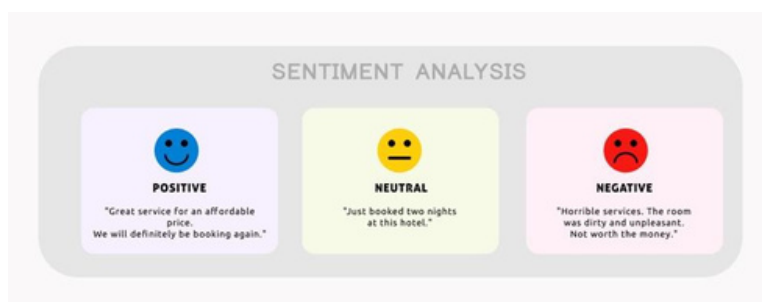 SENTIMENT ANALYSIS
POSITIVE
"Great service for an affordable
price.
We will definitely be booking again."
NEUTRAL
"Just booked two nights
at this hotel."
NEGATIVE
"Horrible services. The room
was dirty and unpleasant.
Not worth the money."